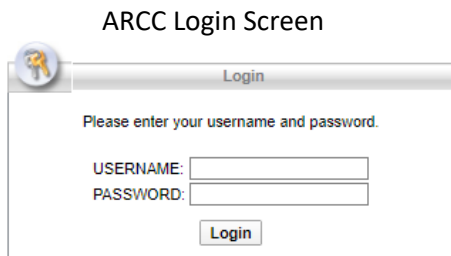 ARCC Login Screen
Login
Please enter your username and password.
USERNAME:
PASSWORD:
Login